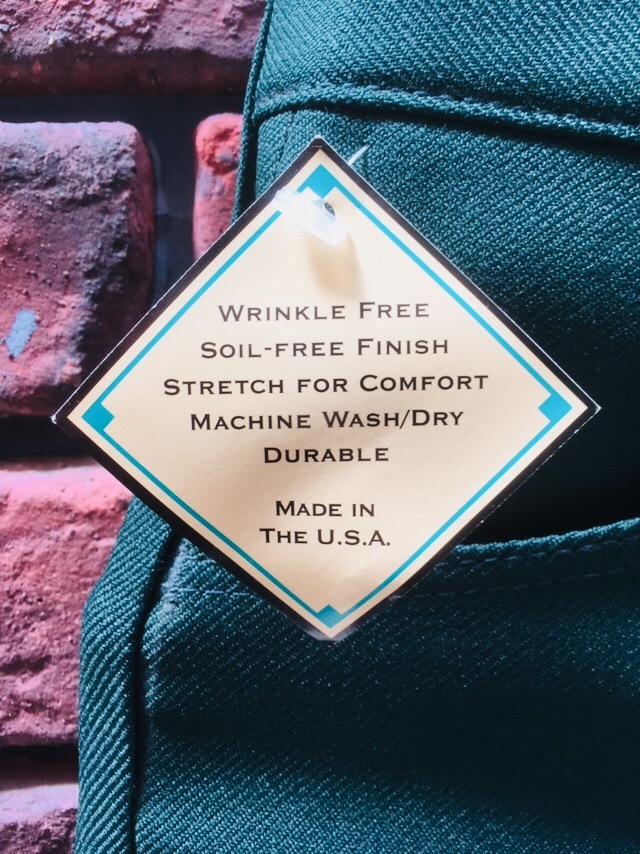 Wrinkle Free
Soil-free Finish
Stretch for Comfort
Machine Wash/Dry
Durable
Made in
The U.S.A.